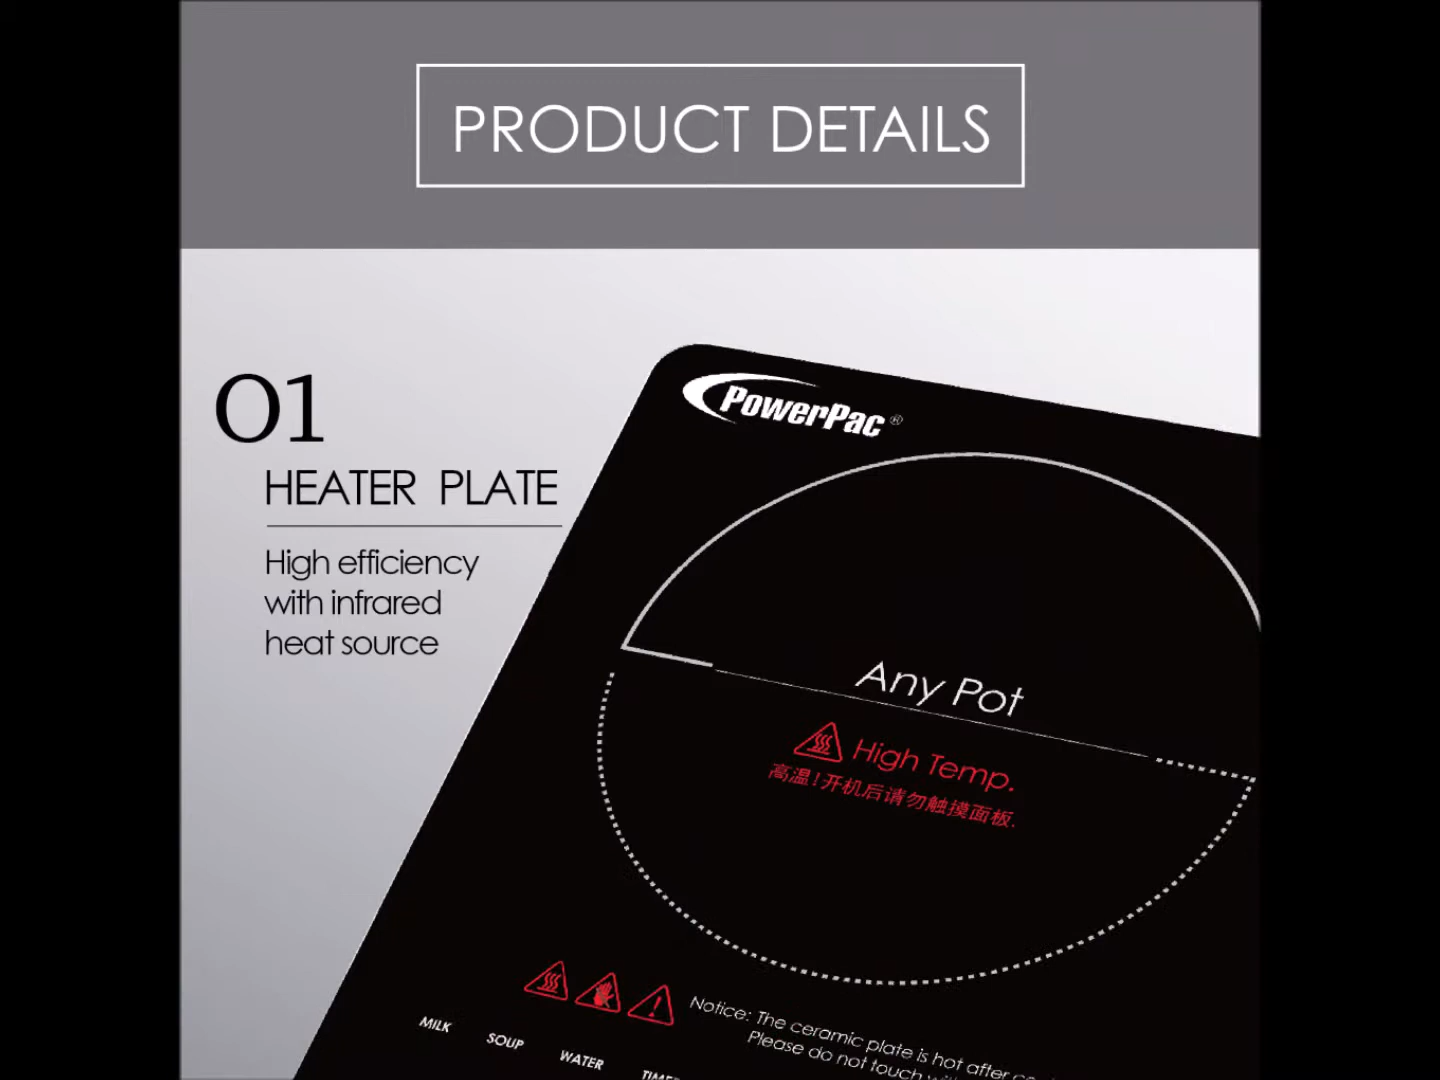 PRODUCT DETAILS
01
HEATER PLATE
High efficiency
with infrared
heat source
PowerPac®
Any Pot
High Temp.
高温!开机后请勿触摸面板.
Notice: The ceramic plate is hot after
Please do not touch
MILK
SOUP
WATER